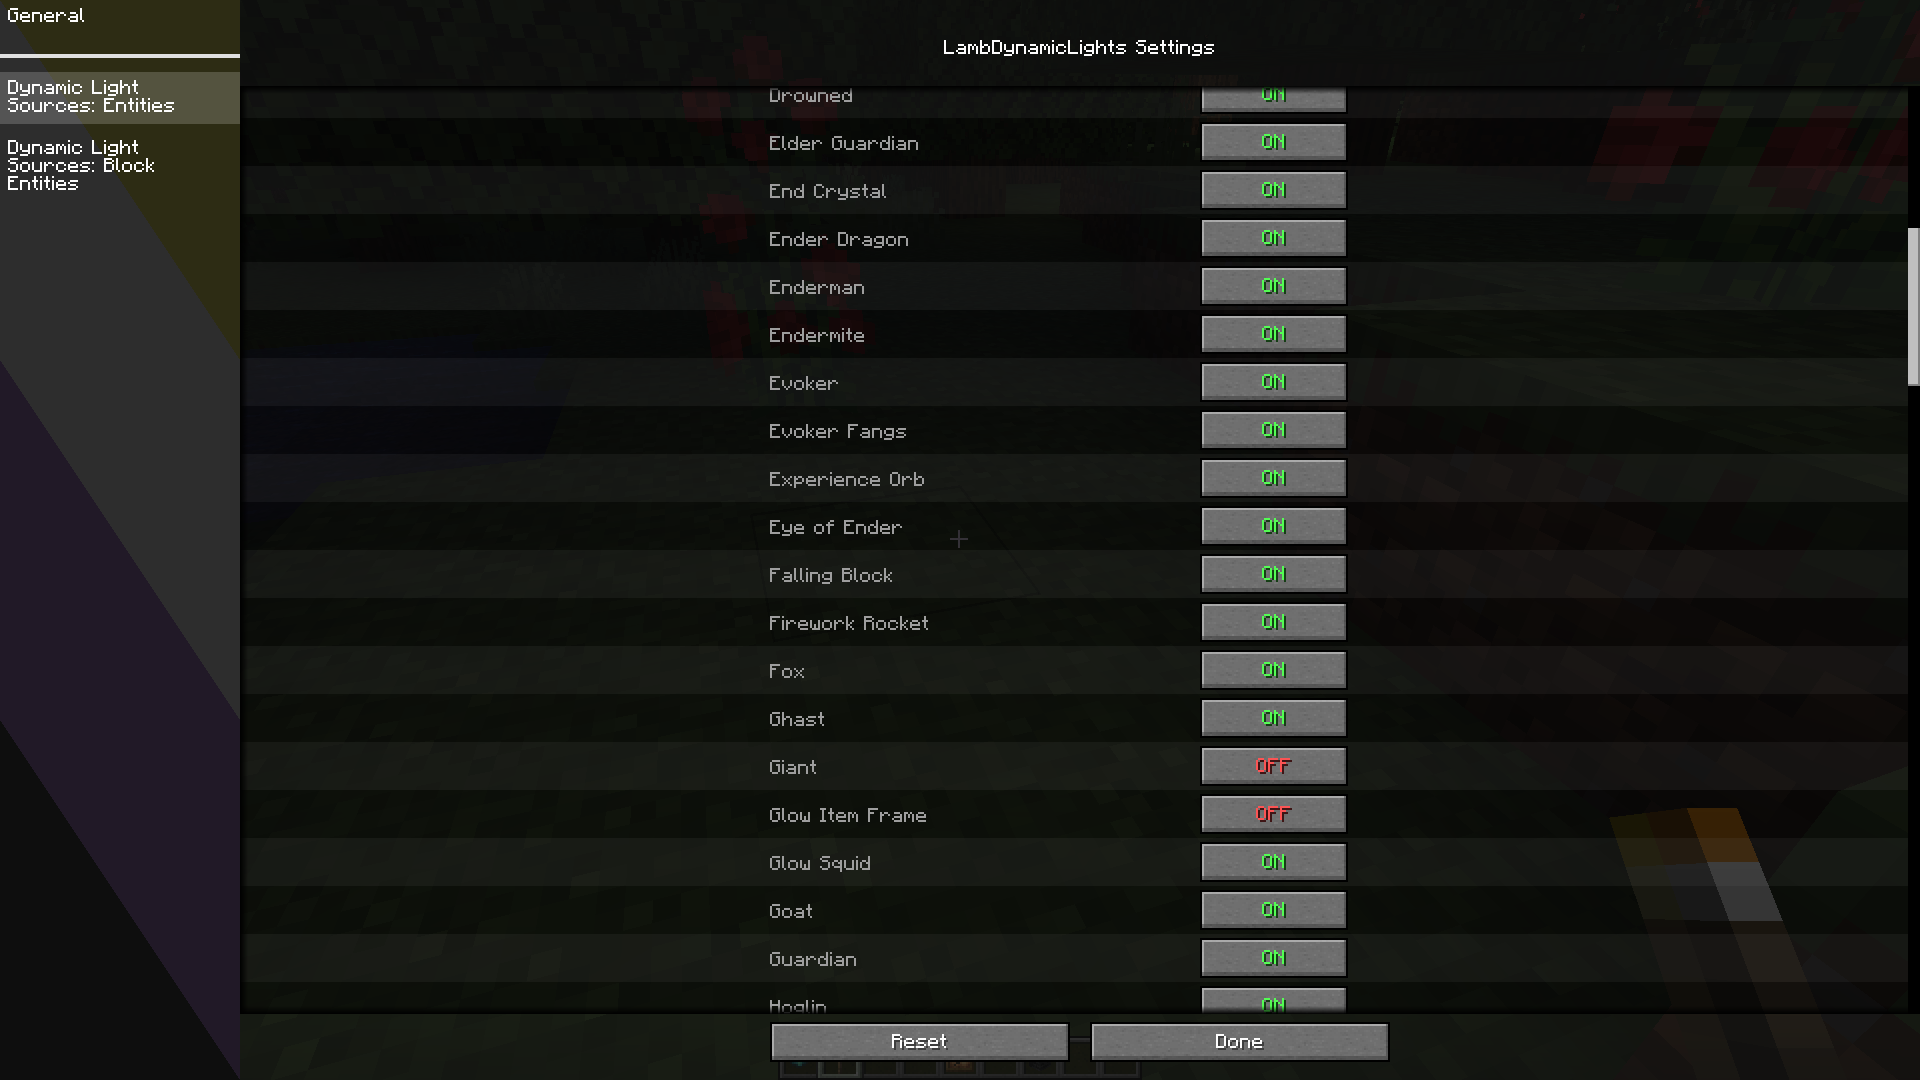 General
LambDynamicLights Settings
Dynamic Light
Sources: Entities
Dynamic Light
Sources: Block
Entities
Drowned ON
Elder Guardian ON
End Crystal ON
Ender Dragon ON
Enderman ON
Endermite ON
Evoker ON
Evoker Fangs ON
Experience Orb ON
Eye of Ender ON
Falling Block ON
Firework Rocket ON
Fox ON
Ghast ON
Giant OFF
Glow Item Frame OFF
Glow Squid ON
Goat ON
Guardian ON
Hoglin ON
Reset Done